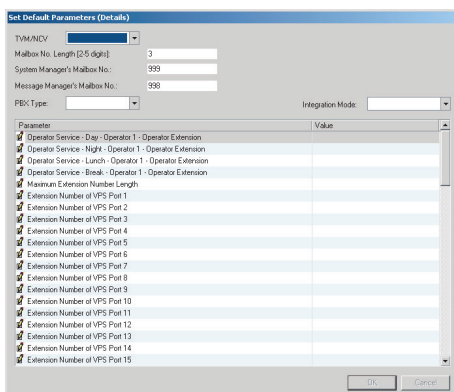 Set Default Parameters (Details)
TVM/NCV
Mailbox No. Length [2-5 digits]: 3
System Manager's Mailbox No.: 999
Message Manager's Mailbox No.: 998
PBX Type: Integration Mode:
Parameter Value
Operator Service - Day - Operator 1 - Operator Extension
Operator Service - Night - Operator 1 - Operator Extension
Operator Service - Lunch - Operator 1 - Operator Extension
Operator Service - Break - Operator 1 - Operator Extension
Maximum Extension Number Length
Extension Number of VPS Port 1
Extension Number of VPS Port 2
Extension Number of VPS Port 3
Extension Number of VPS Port 4
Extension Number of VPS Port 5
Extension Number of VPS Port 6
Extension Number of VPS Port 7
Extension Number of VPS Port 8
Extension Number of VPS Port 9
Extension Number of VPS Port 10
Extension Number of VPS Port 11
Extension Number of VPS Port 12
Extension Number of VPS Port 13
Extension Number of VPS Port 14
Extension Number of VPS Port 15
OK Cancel